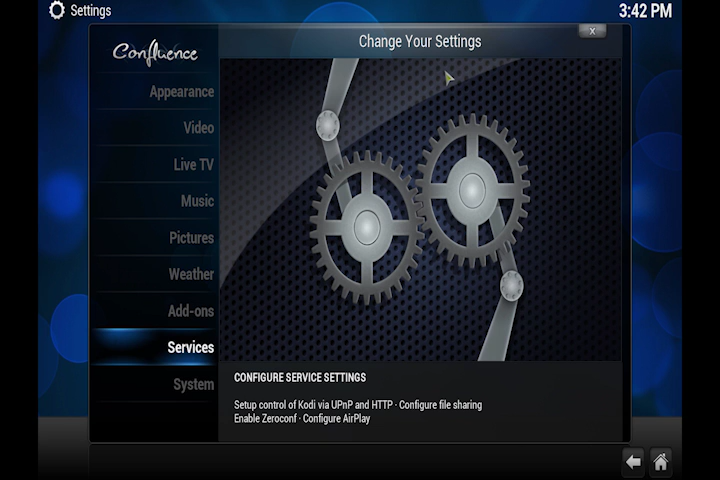 Settings
3:42 PM
Confluence
Change Your Settings
X
Appearance
Video
Live TV
Music
Pictures
Weather
Add-ons
Services
System
CONFIGURE SERVICE SETTINGS
Setup control of Kodi via UPnP and HTTP · Configure file sharing
Enable Zeroconf · Configure AirPlay